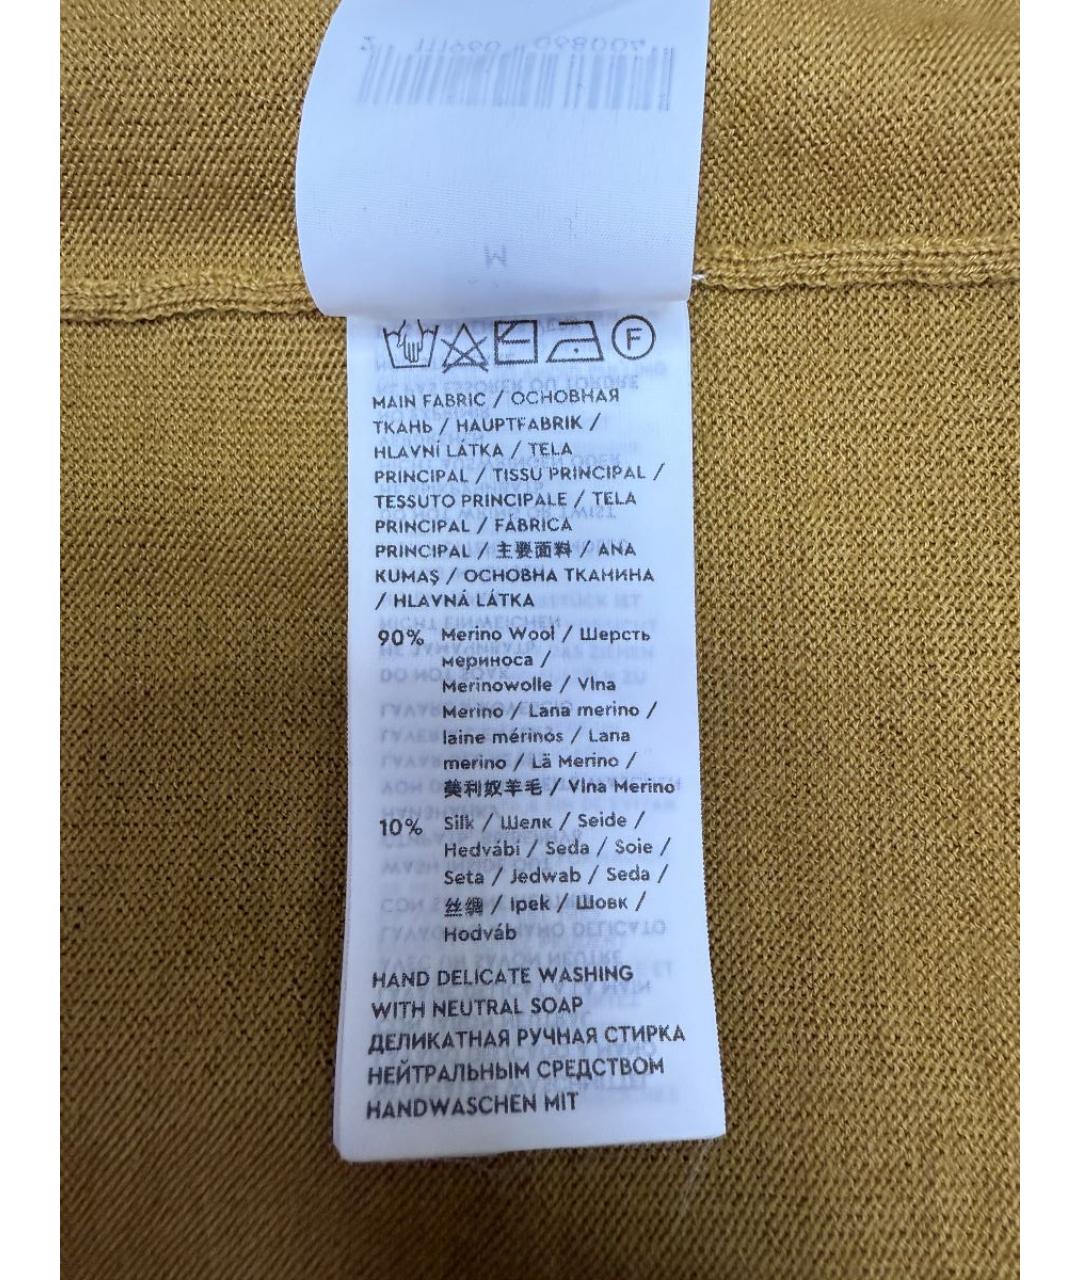 2 111960 068004
M
F
MAIN FABRIC / ОСНОВНАЯ
ТКАНЬ / HAUPTFABRIK /
HLAVNÍ LÁTKA / TELA
PRINCIPAL / TISSU PRINCIPAL /
TESSUTO PRINCIPALE / TELA
PRINCIPAL / FÁBRICA
PRINCIPAL / 主要面料 / ANA
KUMAŞ / ОСНОВНА ТКАНИНА
/ HLAVNÁ LÁTKA
90% Merino Wool / Шерсть
мериноса /
Merinowolle / Vlna
Merino / Lana merino /
laine mérinos / Lana
merino / Lã Merino /
美利奴羊毛 / Vlna Merino
10% Silk / Шелк / Seide /
Hedvábí / Seda / Soie /
Seta / Jedwab / Seda /
丝绸 / Ipek / Шовк /
Hodváb
HAND DELICATE WASHING
WITH NEUTRAL SOAP
ДЕЛИКАТНАЯ РУЧНАЯ СТИРКА
НЕЙТРАЛЬНЫМ СРЕДСТВОМ
HANDWASCHEN MIT